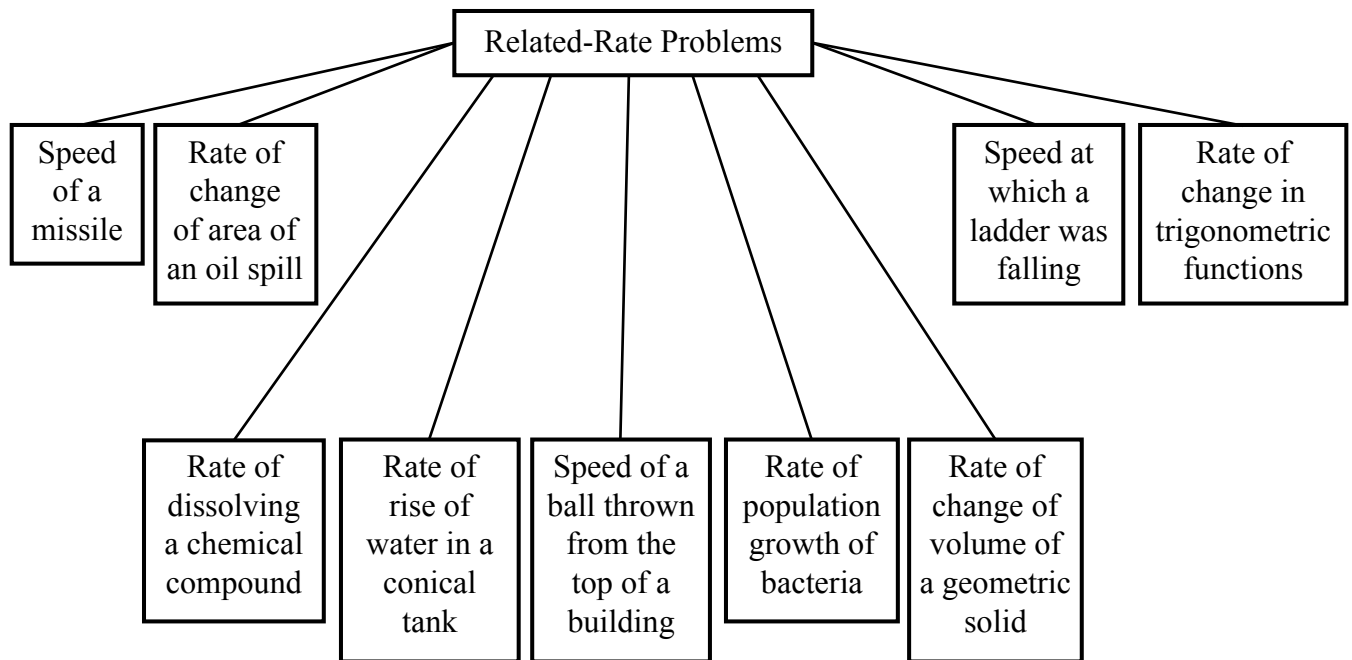 Related-Rate Problems
Speed
of a
missile
Rate of
change
of area of
an oil spill
Speed at
which a
ladder was
falling
Rate of
change in
trigonometric
functions
Rate of
dissolving
a chemical
compound
Rate of
rise of
water in a
conical
tank
Speed of a
ball thrown
from the
top of a
building
Rate of
population
growth of
bacteria
Rate of
change of
volume of
a geometric
solid